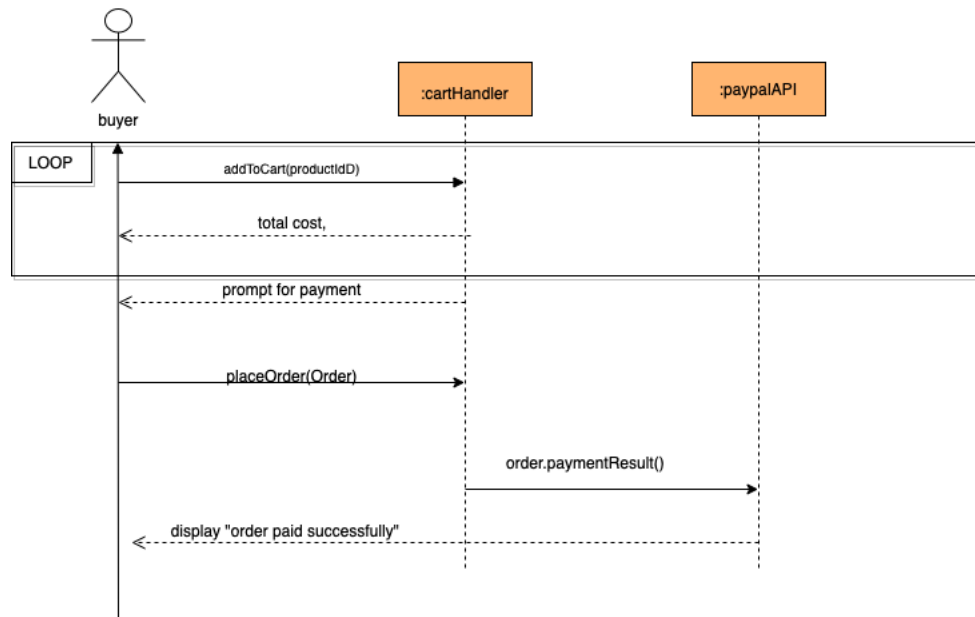 buyer
:cartHandler
:paypalAPI
LOOP
addToCart(productIdD)
total cost,
prompt for payment
placeOrder(Order)
order.paymentResult()
display "order paid successfully"